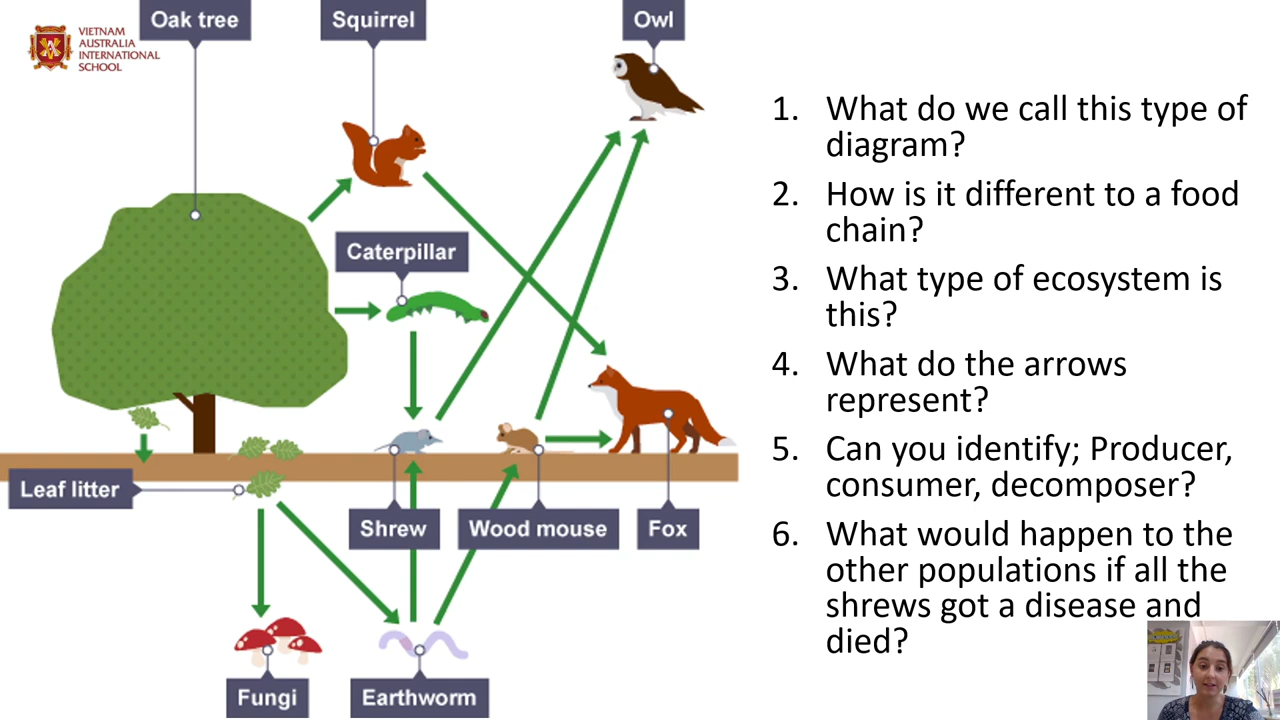 VIETNAM
AUSTRALIA
INTERNATIONAL
SCHOOL
Oak tree
Squirrel
Owl
Caterpillar
Leaf litter
Shrew
Wood mouse
Fox
Fungi
Earthworm
1. What do we call this type of
diagram?
2. How is it different to a food
chain?
3. What type of ecosystem is
this?
4. What do the arrows
represent?
5. Can you identify; Producer,
consumer, decomposer?
6. What would happen to the
other populations if all the
shrews got a disease and
died?